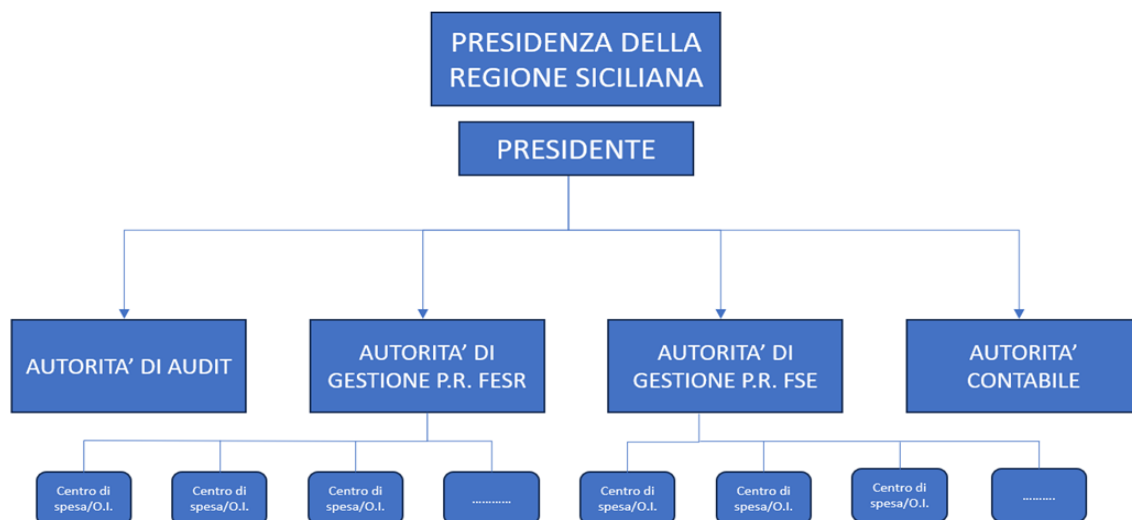 PRESIDENZA DELLA
REGIONE SICILIANA
PRESIDENTE
AUTORITA’ DI AUDIT
AUTORITA’ DI
GESTIONE P.R. FESR
AUTORITA’ DI
GESTIONE P.R. FSE
AUTORITA’
CONTABILE
Centro di
spesa/O.I.
Centro di
spesa/O.I.
Centro di
spesa/O.I.
............
Centro di
spesa/O.I.
Centro di
spesa/O.I.
Centro di
spesa/O.I.
..........